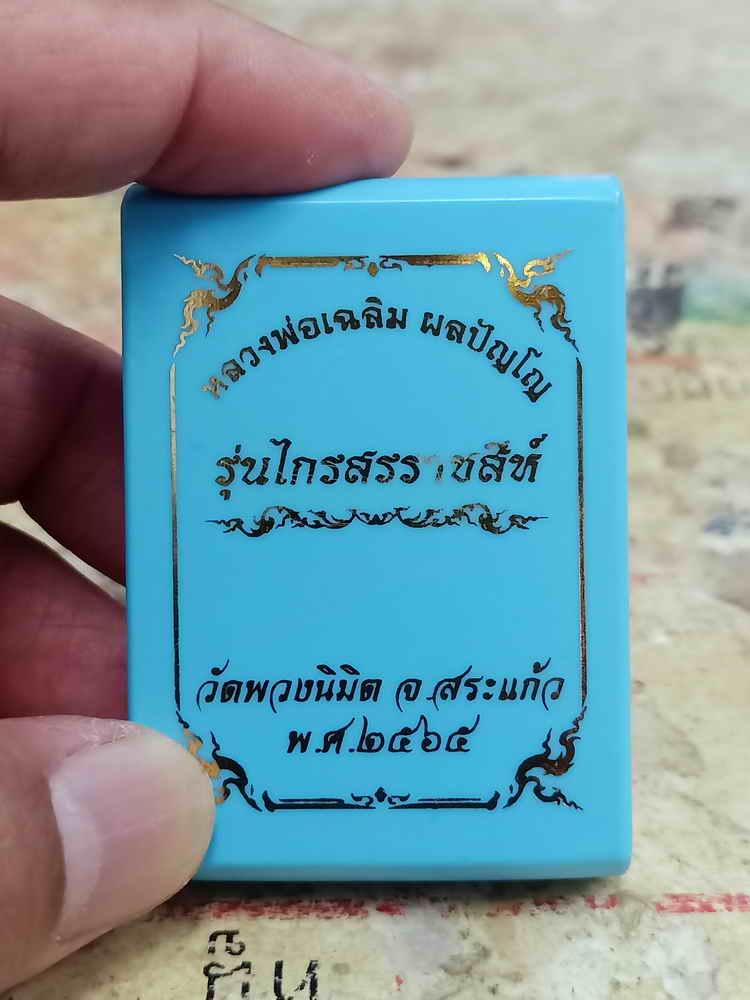 หลวงพ่อเฉลิม ผลปัญโญ
รุ่นไกรสรราชสีห์
วัดพวงนิมิต จ.สระแก้ว
พ.ศ.๒๕๖๕